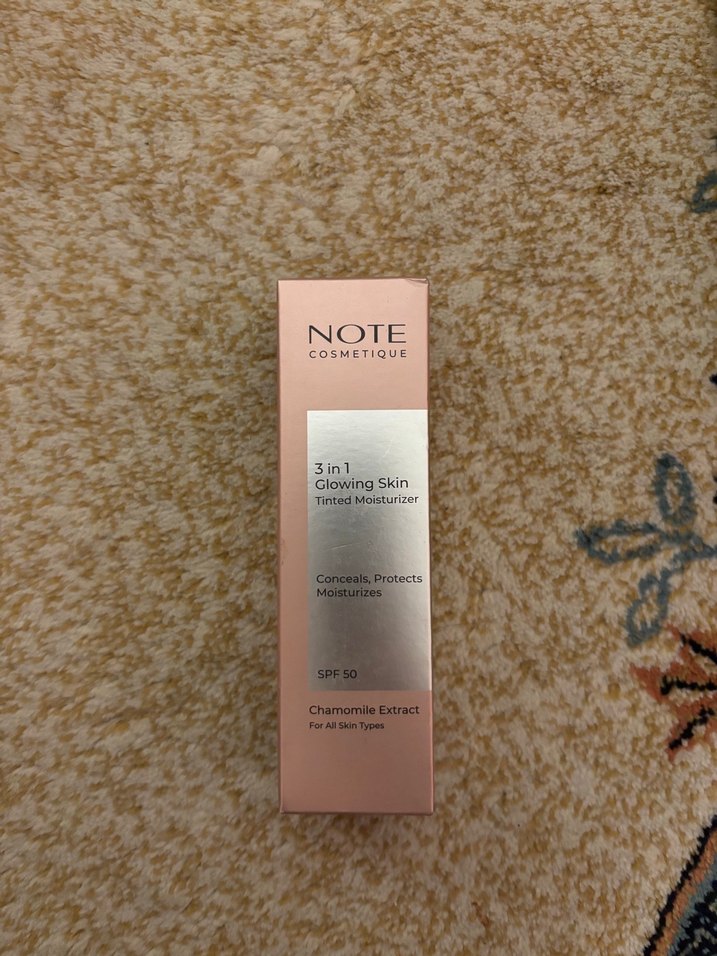 NOTE
COSMETIQUE
3 in 1
Glowing Skin
Tinted Moisturizer
Conceals, Protects
Moisturizes
SPF 50
Chamomile Extract
For All Skin Types